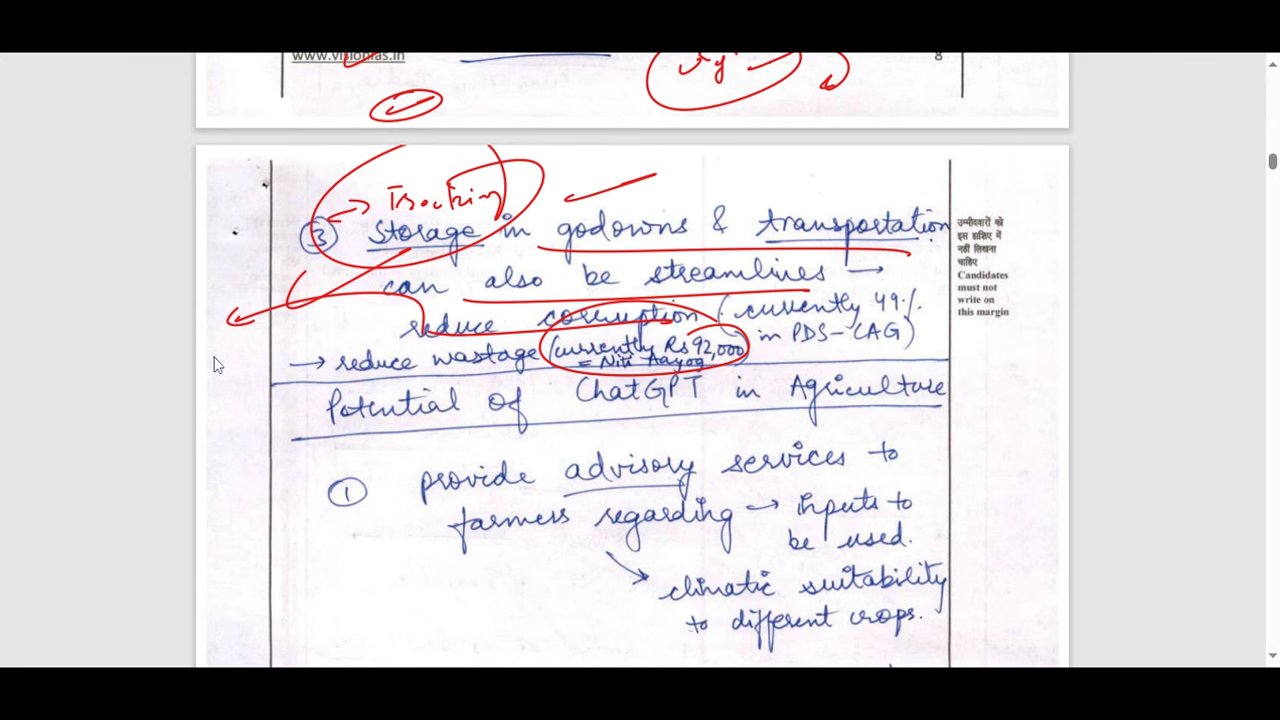 www.visionias.in
8
Tracking
③ Storage in godowns & transportation
can also be streamlines →
reduce corruption (currently 49%
in PDS-CAG)
→ reduce wastage (currently Rs 92,000
= Niti Aayog
Potential of ChatGPT in Agriculture
① provide advisory services to
farmers regarding → inputs to
be used.
climatic suitability
to different crops.
उम्मीदवारों को
इस हाशिए में
नहीं लिखना
चाहिए
Candidates
must not
write on
this margin